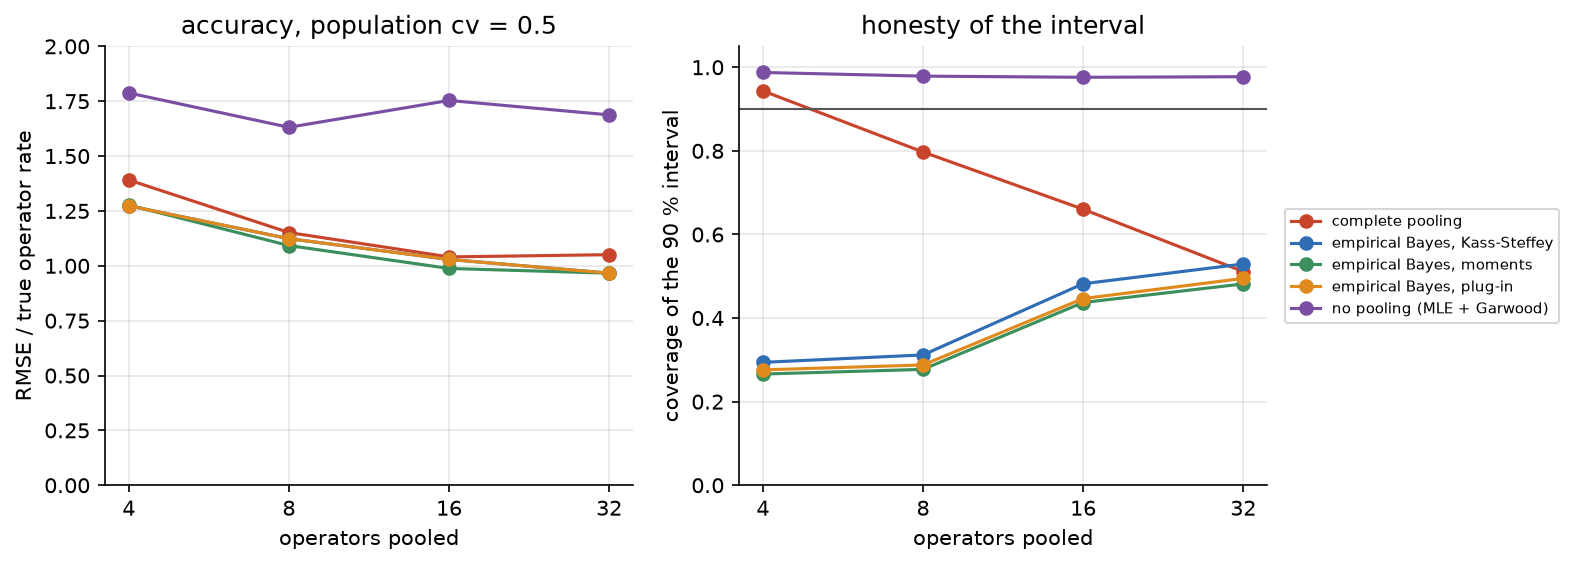 accuracy, population cv = 0.5
RMSE / true operator rate
2.00
1.75
1.50
1.25
1.00
0.75
0.50
0.25
0.00
4
8
16
32
operators pooled
honesty of the interval
coverage of the 90 % interval
1.0
0.8
0.6
0.4
0.2
0.0
4
8
16
32
operators pooled
complete pooling
empirical Bayes, Kass-Steffey
empirical Bayes, moments
empirical Bayes, plug-in
no pooling (MLE + Garwood)